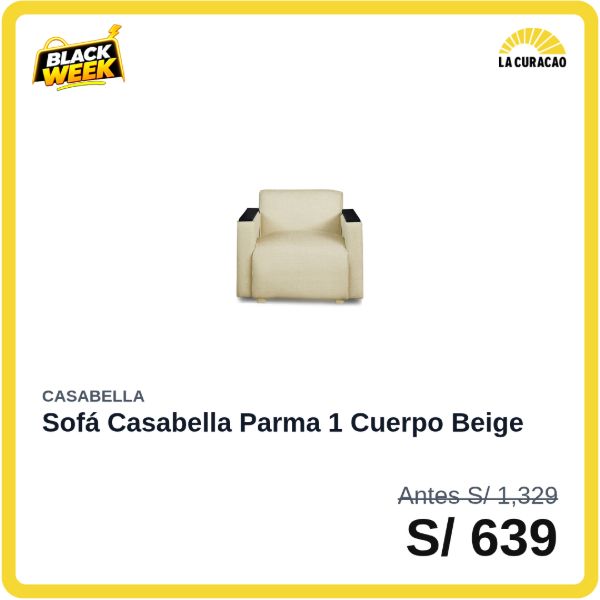 BLACK
WEEK
LA CURACAO
CASABELLA
Sofá Casabella Parma 1 Cuerpo Beige
Antes S/ 1,329
S/ 639